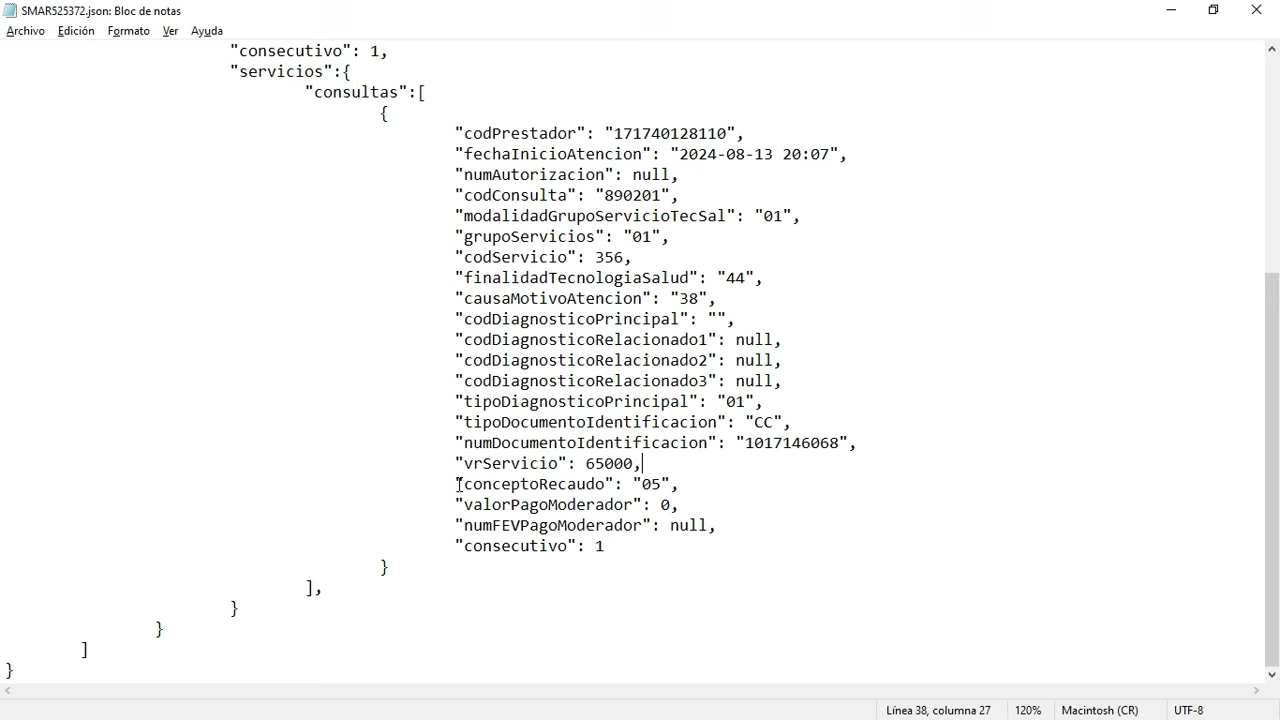 SMAR525372.json: Bloc de notas
Archivo Edición Formato Ver Ayuda
"consecutivo": 1,
"servicios":{
"consultas":[
{
"codPrestador": "171740128110",
"fechaInicioAtencion": "2024-08-13 20:07",
"numAutorizacion": null,
"codConsulta": "890201",
"modalidadGrupoServicioTecSal": "01",
"grupoServicios": "01",
"codServicio": 356,
"finalidadTecnologiaSalud": "44",
"causaMotivoAtencion": "38",
"codDiagnosticoPrincipal": "",
"codDiagnosticoRelacionado1": null,
"codDiagnosticoRelacionado2": null,
"codDiagnosticoRelacionado3": null,
"tipoDiagnosticoPrincipal": "01",
"tipoDocumentoIdentificacion": "CC",
"numDocumentoIdentificacion": "1017146068",
"vrServicio": 65000,
"conceptoRecaudo": "05",
"valorPagoModerador": 0,
"numFEVPagoModerador": null,
"consecutivo": 1
}
],
}
}
]
}
Línea 38, columna 27 120% Macintosh (CR) UTF-8